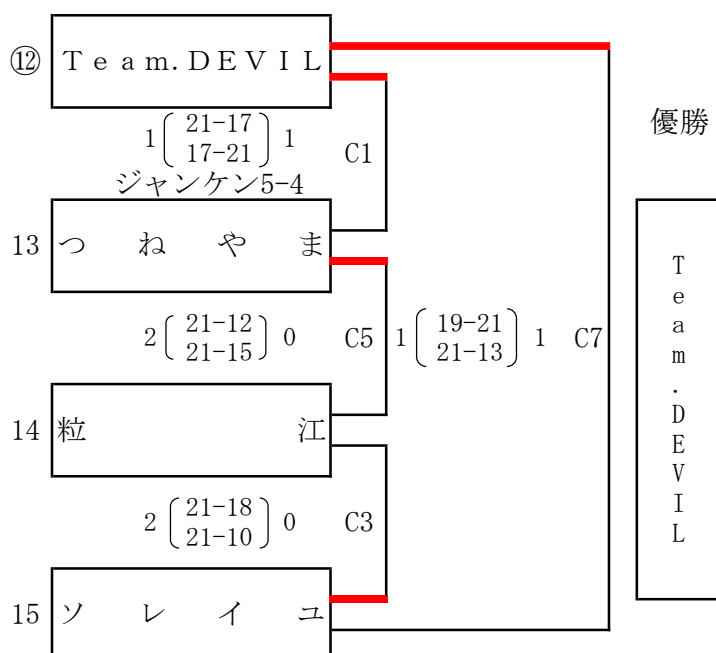 ⑫ Team.DEVIL
1 21-17 1
17-21
C1
ジャンケン5-4
優勝
13 つねやま
2 21-12 0
21-15
C5
1 19-21 1
21-13
C7
14 粒江
2 21-18 0
21-10
C3
15 ソレイユ
Team.DEVIL